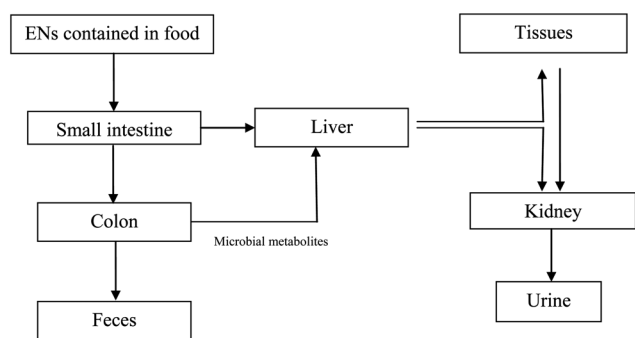 ENs contained in food
Tissues
Small intestine
Liver
Colon
Microbial metabolites
Kidney
Feces
Urine